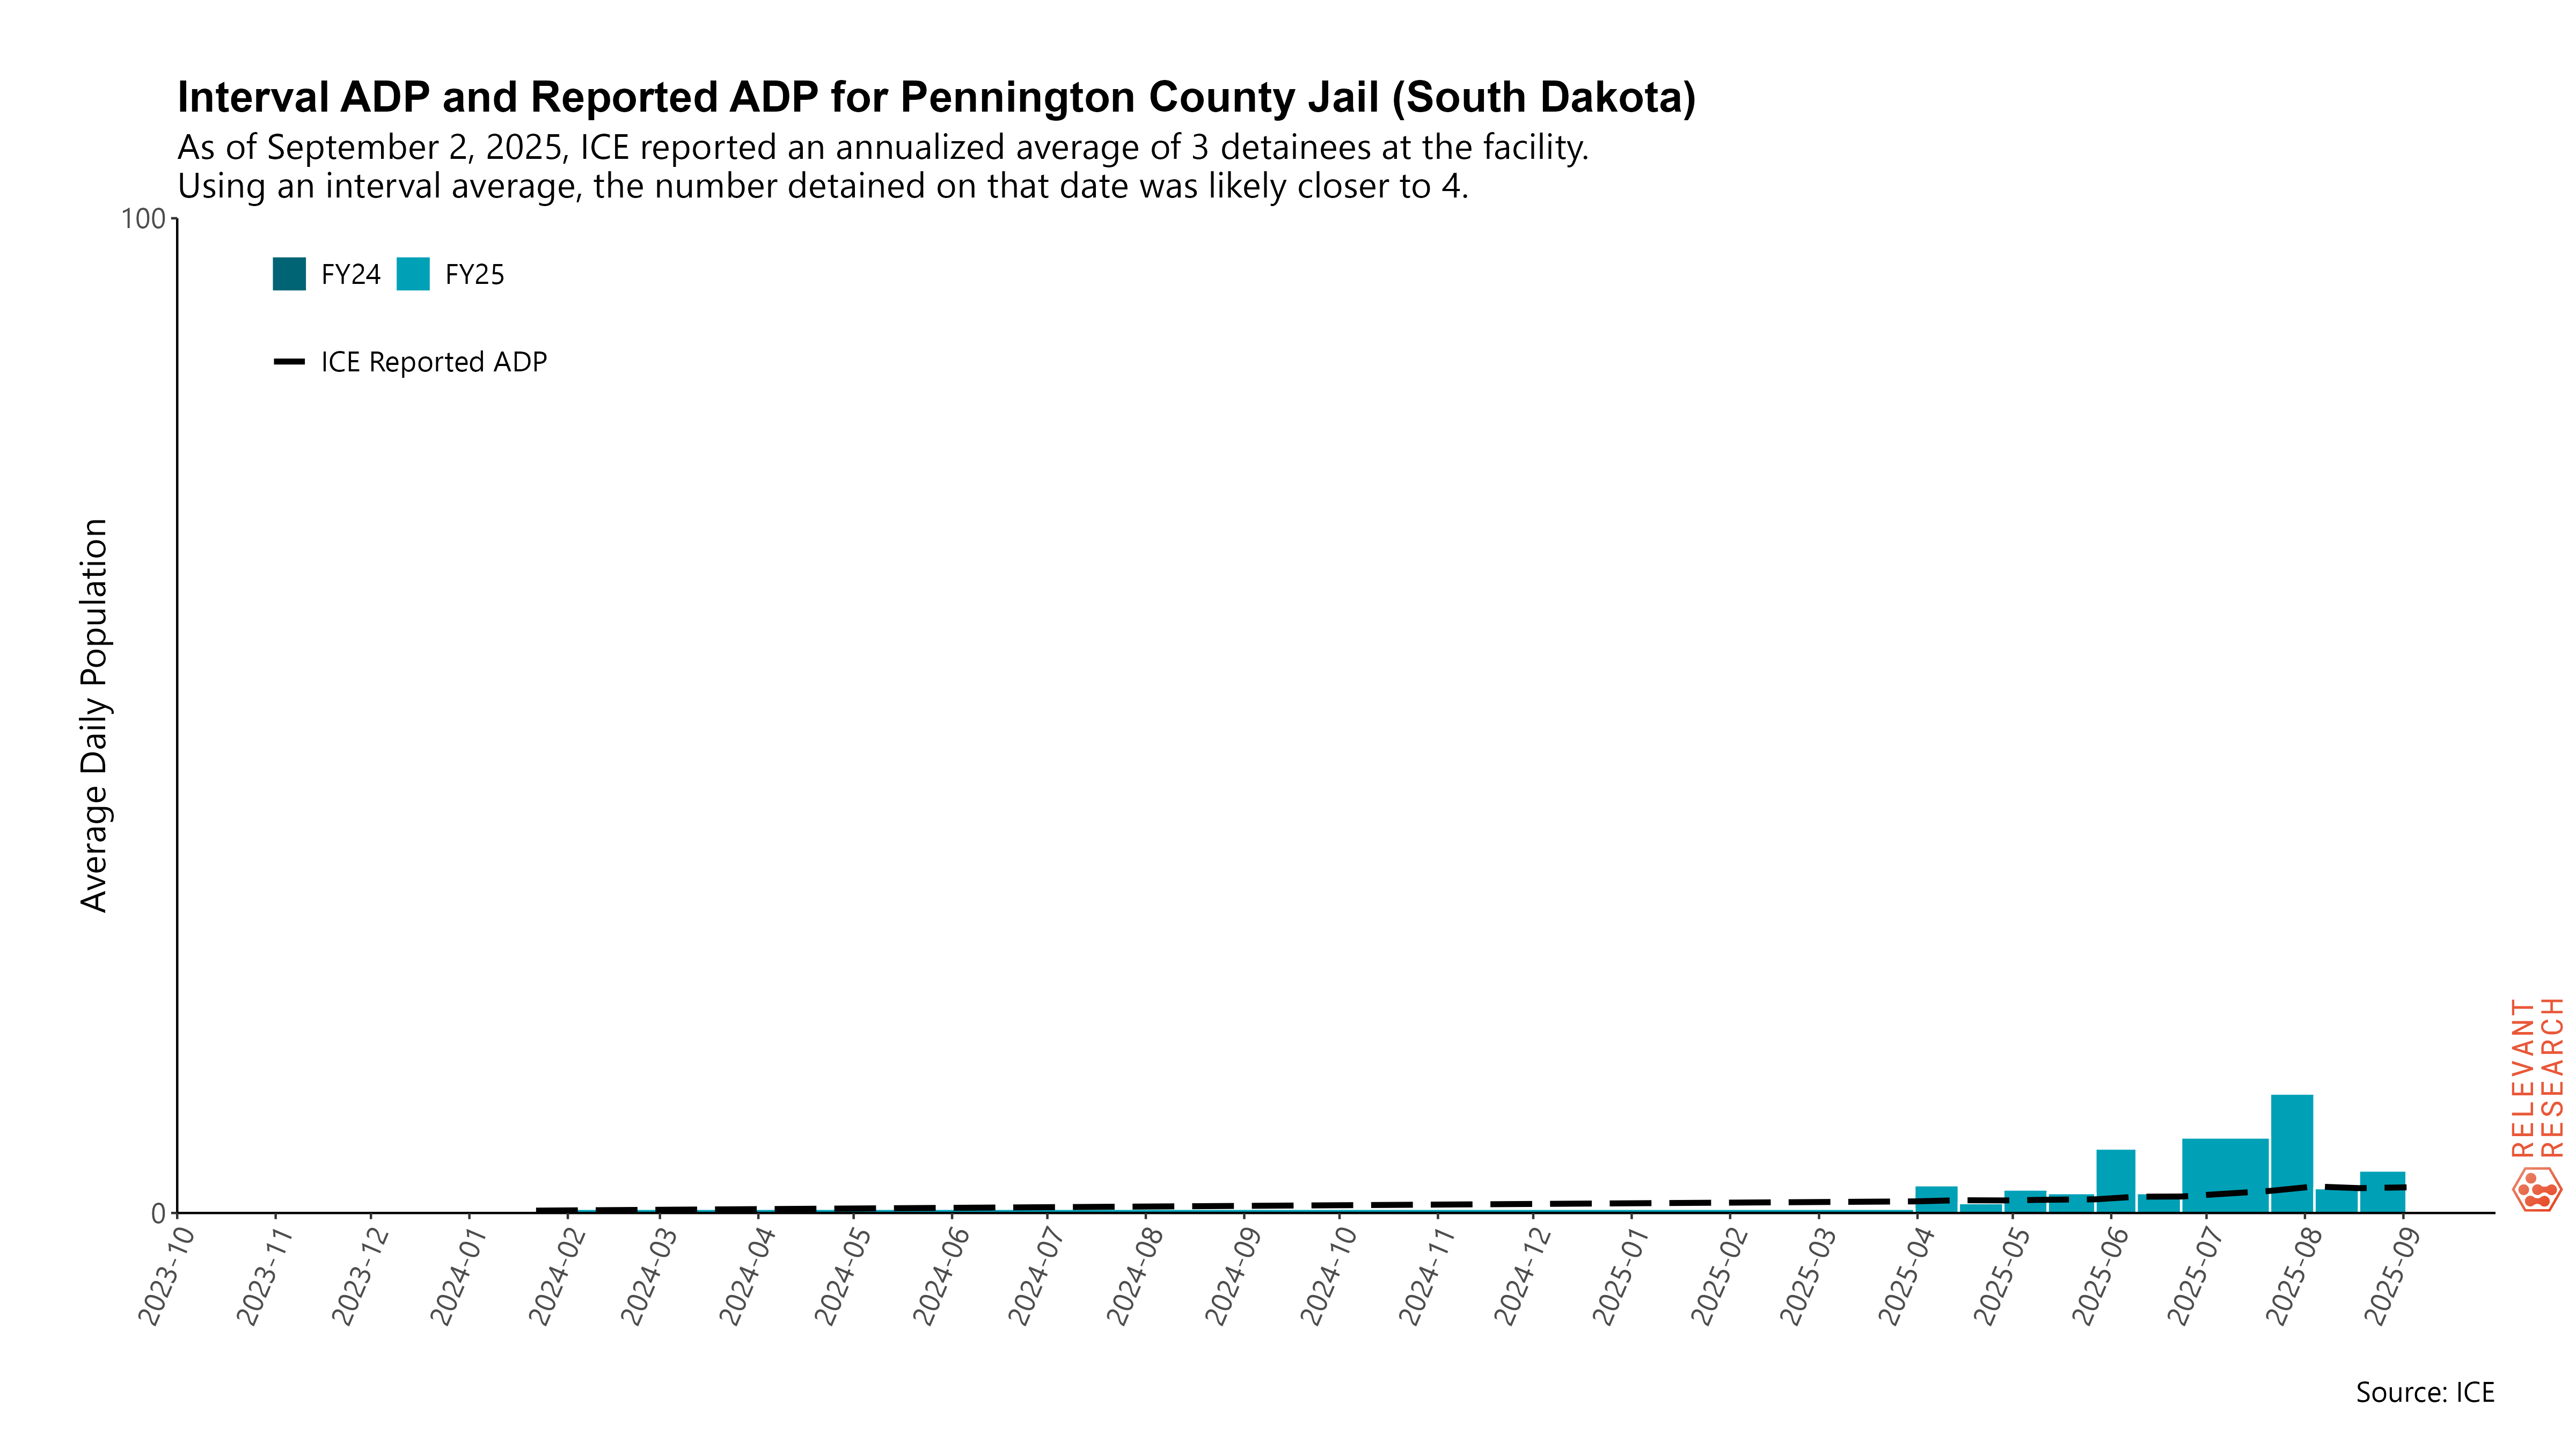 Interval ADP and Reported ADP for Pennington County Jail (South Dakota)
As of September 2, 2025, ICE reported an annualized average of 3 detainees at the facility.
Using an interval average, the number detained on that date was likely closer to 4.
100
FY24 FY25
ICE Reported ADP
Average Daily Population
0
2023-10
2023-11
2023-12
2024-01
2024-02
2024-03
2024-04
2024-05
2024-06
2024-07
2024-08
2024-09
2024-10
2024-11
2024-12
2025-01
2025-02
2025-03
2025-04
2025-05
2025-06
2025-07
2025-08
2025-09
RELEVANT
RESEARCH
Source: ICE